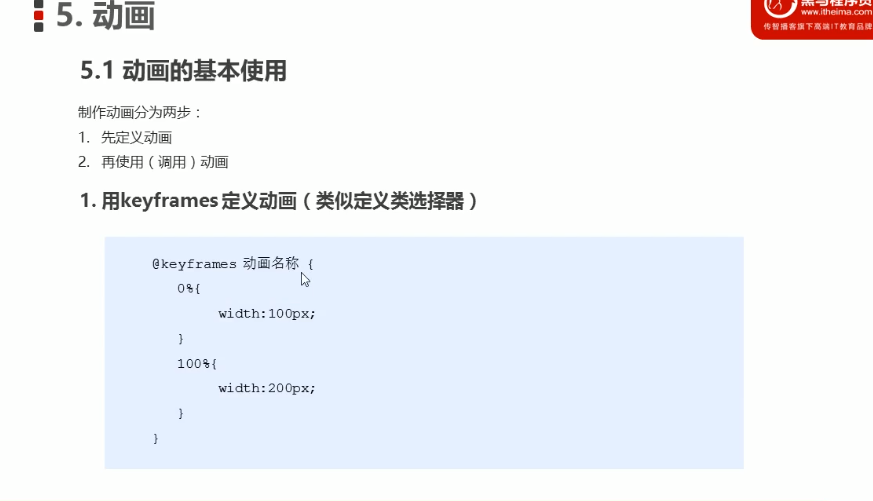 5. 动画
黑马程序员
www.itheima.com
传智播客旗下高端IT教育品牌
5.1 动画的基本使用
制作动画分为两步：
1. 先定义动画
2. 再使用（调用）动画
1. 用keyframes 定义动画（类似定义类选择器）
@keyframes 动画名称 {
0%{
width:100px;
}
100%{
width:200px;
}
}